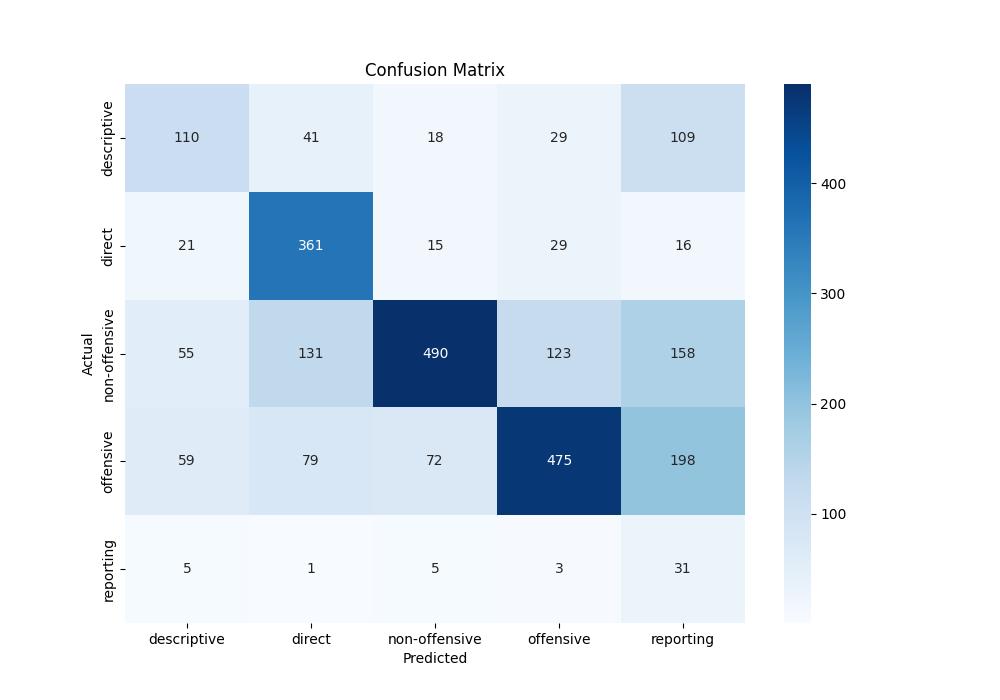 Confusion Matrix
Actual
descriptive
110 41 18 29 109
direct
21 361 15 29 16
non-offensive
55 131 490 123 158
offensive
59 79 72 475 198
reporting
5 1 5 3 31
descriptive direct non-offensive offensive reporting
Predicted
400
300
200
100